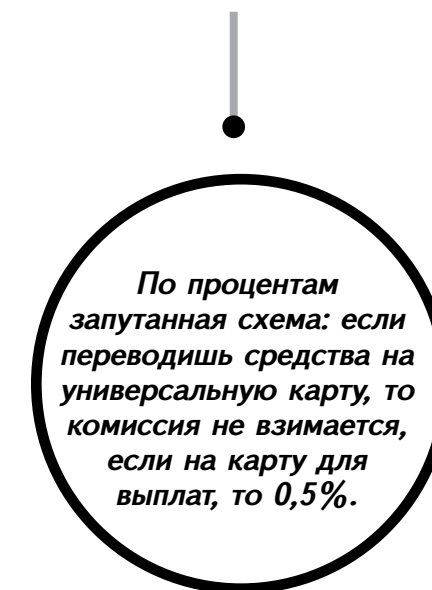 По процентам
запутанная схема: если
переводишь средства на
универсальную карту, то
комиссия не взимается,
если на карту для
выплат, то 0,5%.